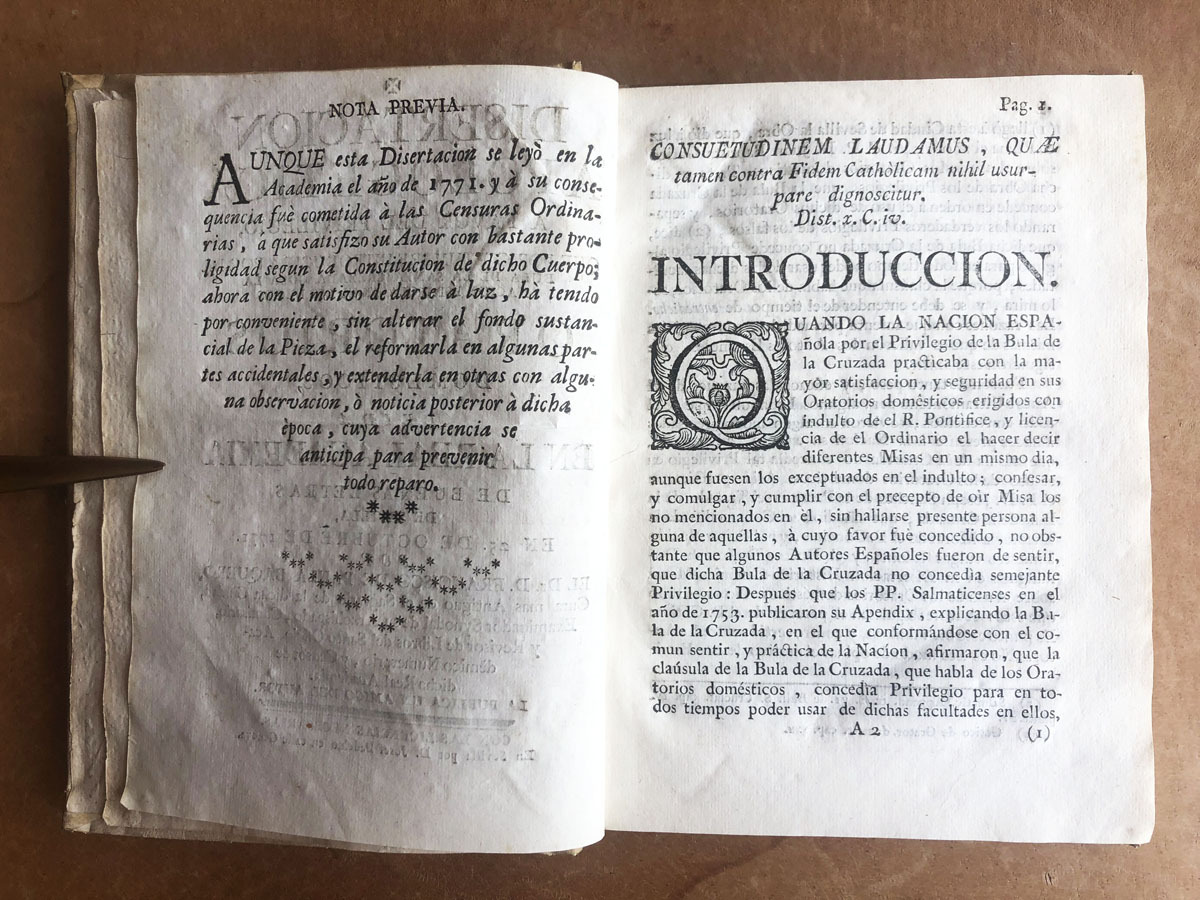 NOTA PREVIA.
AUNQUE esta Disertacion se leyò en la
Academia el año de 1771. y à su conse-
quencia fuè cometida à las Censuras Ordina-
rias, à que satisfizo su Autor con bastante pro-
ligidad segun la Constitucion de dicho Cuerpo;
ahora con el motivo de darse à luz, hà tenido
por conveniente, sin alterar el fondo sustan-
cial de la Pieza, el reformarla en algunas par-
tes accidentales, y extenderla en otras con algu-
na observacion, ò noticia posterior à dicha
època, cuya advertencia se
anticipa para prevenir
todo reparo.
Pag. 1.
CONSUETUDINEM LAUDAMUS, QUÆ
tamen contra Fidem Cathòlicam nihil usur-
pare dignoscitur.
Dist. x. C. iv.
INTRODUCCION.
QUANDO LA NACION ESPA-
ñola por el Privilegio de la Bula de
la Cruzada practicaba con la ma-
yòr satisfaccion, y seguridad en sus
Oratorios domésticos erigidos con
indulto de el R. Pontifice, y licen-
cia de el Ordinario el hacer decir
diferentes Misas en un mismo dia,
aunque fuesen los exceptuados en el indulto; confesar,
y comulgar, y cumplir con el precepto de oir Misa los
no mencionados en èl, sin hallarse presente persona al-
guna de aquellas, à cuyo favor fuè concedido, no obs-
tante que algunos Autores Españoles fueron de sentir,
que dicha Bula de la Cruzada no concedia semejante
Privilegio: Después que los PP. Salmaticenses en el
año de 1753. publicaron su Apendix, explicando la Bu-
la de la Cruzada, en el que conformándose con el co-
mun sentir, y práctica de la Nacion, afirmaron, que la
claúsula de la Bula de la Cruzada, que habla de los Ora-
torios domésticos, concedia Privilegio para en to-
dos tiempos poder usar de dichas facultades en ellos,
A 2 (1)